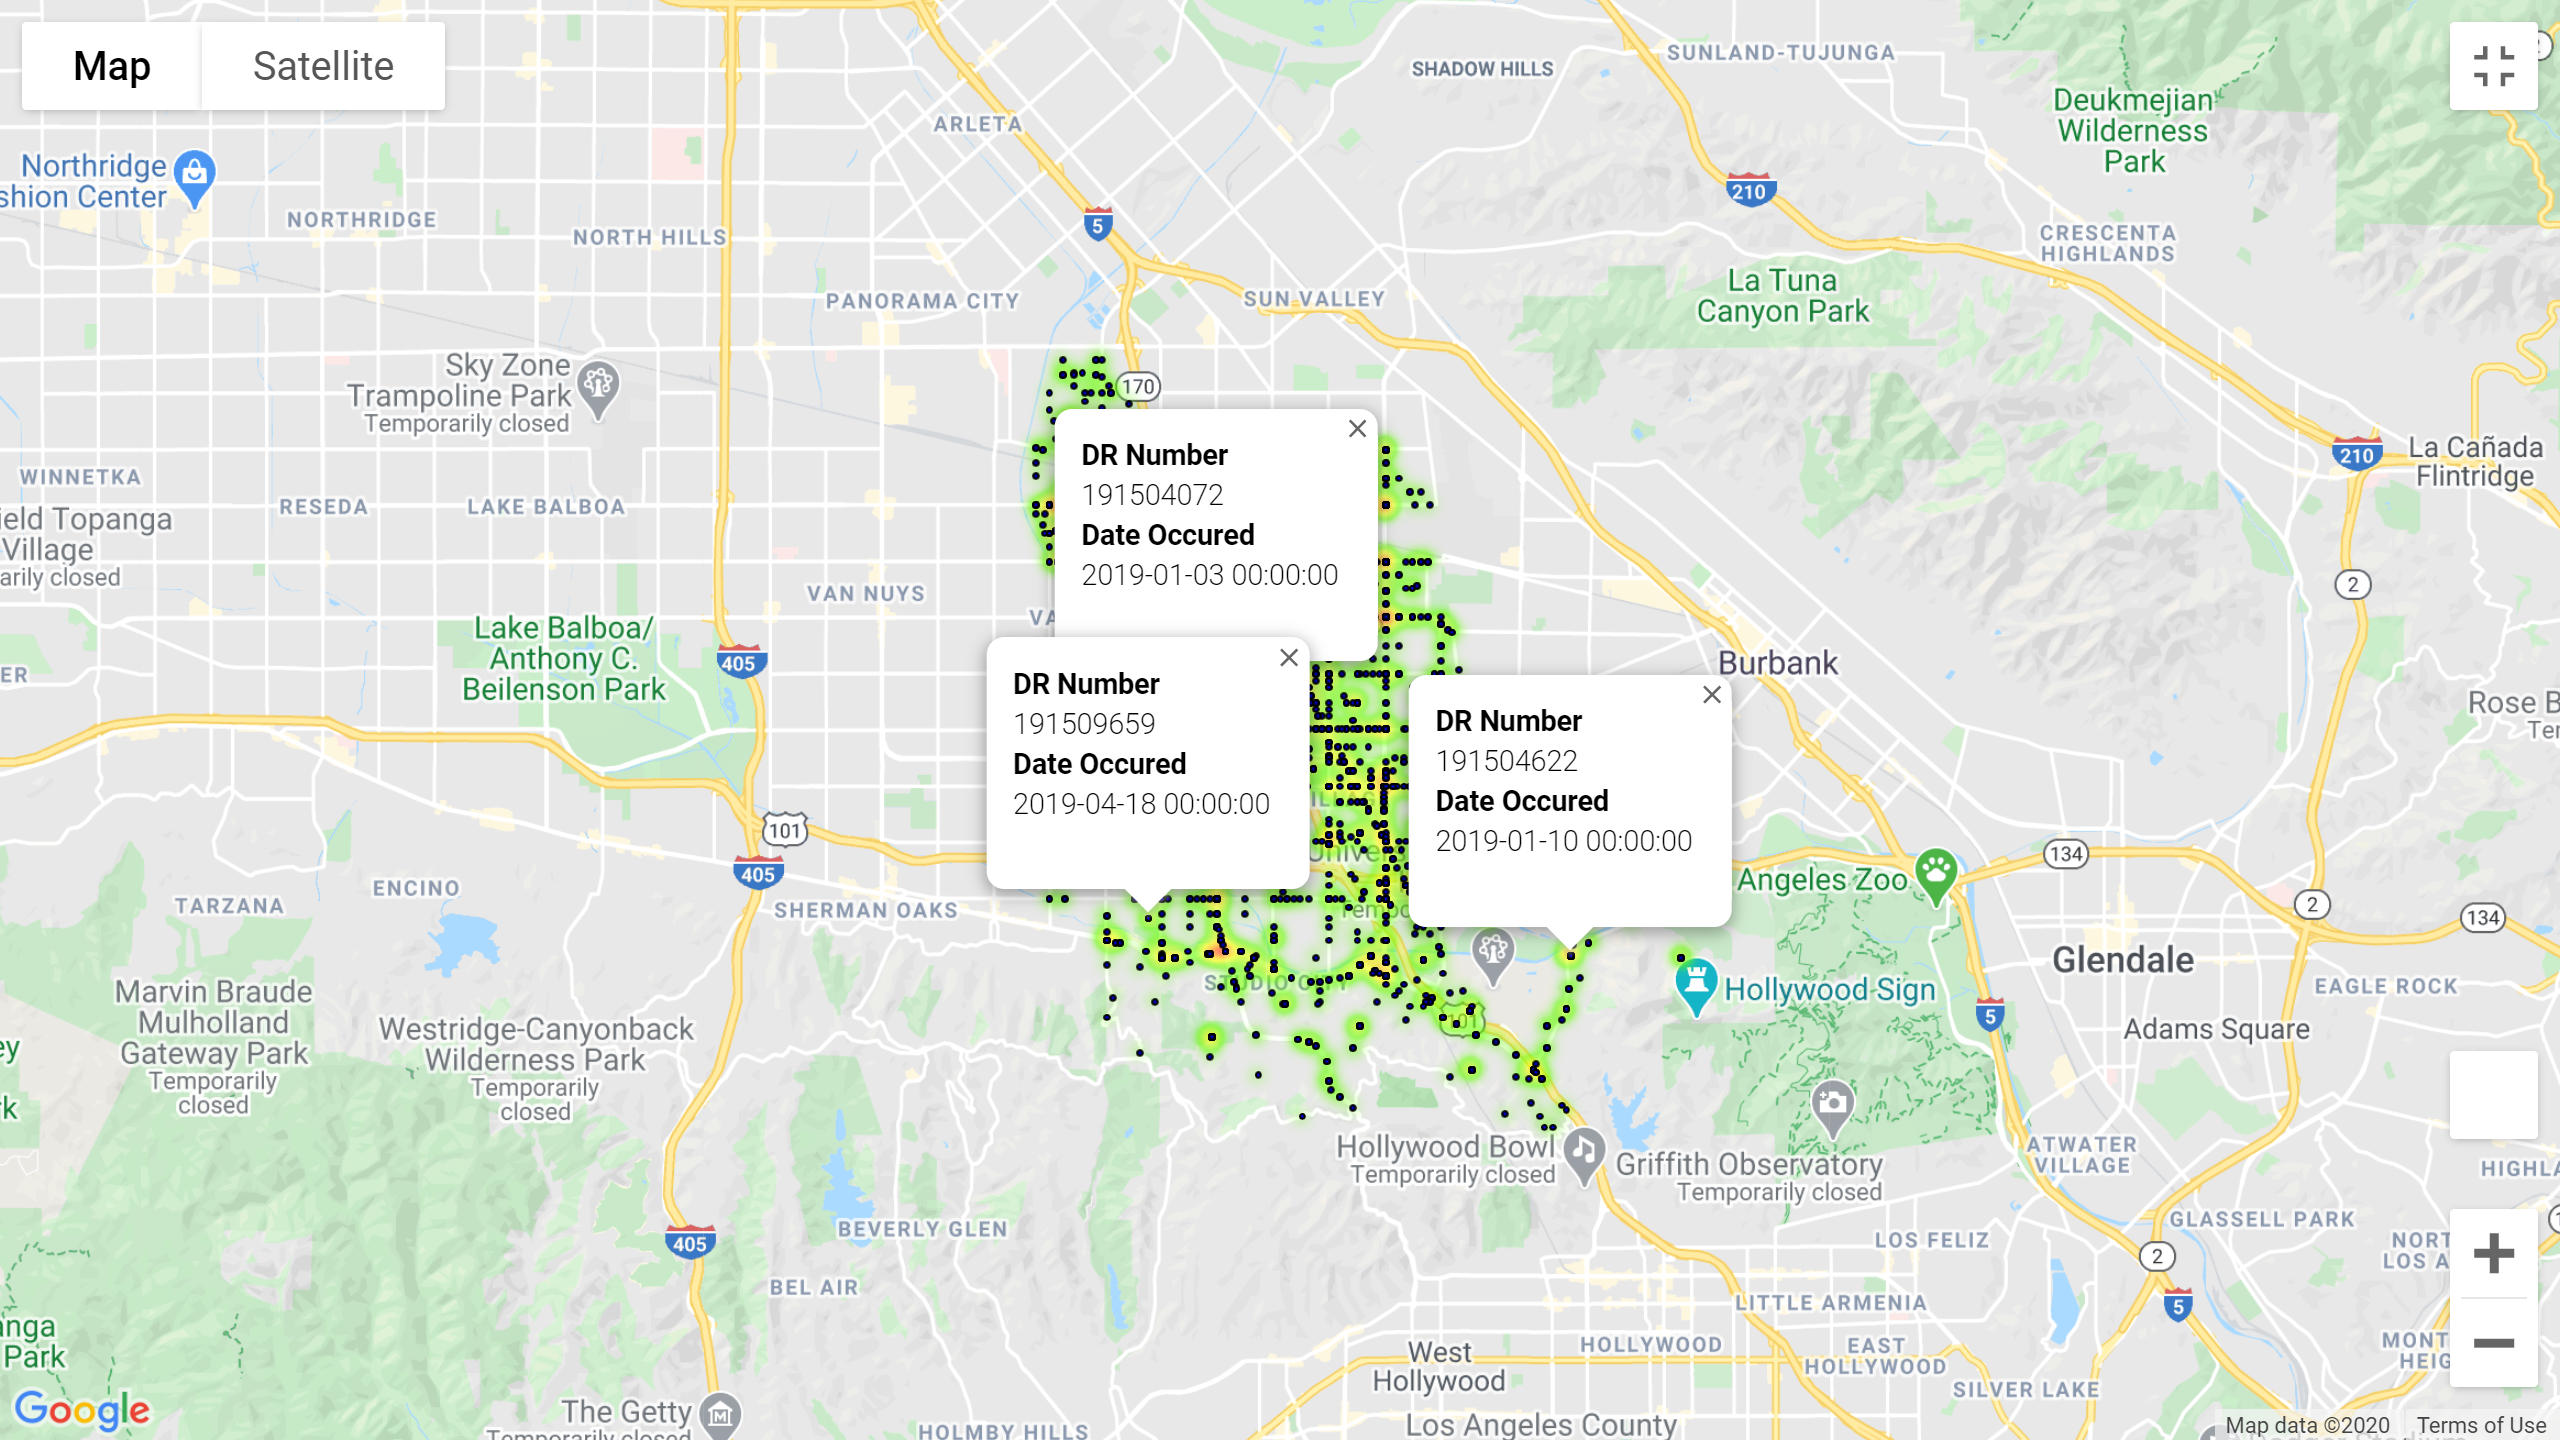 Map
Satellite
SHADOW HILLS
SUNLAND-TUJUNGA
Deukmejian
Wilderness
Park
ARLETA
Northridge
shion Center
210
NORTHRIDGE
5
NORTH HILLS
CRESCENTA
HIGHLANDS
PANORAMA CITY
SUN VALLEY
La Tuna
Canyon Park
Sky Zone
Trampoline Park
Temporarily closed
170
DR Number
191504072
Date Occured
2019-01-03 00:00:00
210
La Cañada
Flintridge
WINNETKA
RESEDA
LAKE BALBOA
ield Topanga
Village
arily closed
VAN NUYS
2
VA
Lake Balboa/
Anthony C.
Beilenson Park
405
ER
Burbank
DR Number
191509659
Date Occured
2019-04-18 00:00:00
DR Number
191504622
Date Occured
2019-01-10 00:00:00
Rose B
Ter
101
405
ILLAG
Univers
Tempo
134
Angeles Zoo
2
134
ENCINO
TARZANA
SHERMAN OAKS
Glendale
STUDIO CITY
Hollywood Sign
EAGLE ROCK
Marvin Braude
Mulholland
Gateway Park
Temporarily
closed
Westridge-Canyonback
Wilderness Park
Temporarily
closed
101
5
Adams Square
ey
rk
Hollywood Bowl
Temporarily closed
Griffith Observatory
Temporarily closed
ATWATER
VILLAGE
HIGHLA
405
BEVERLY GLEN
GLASSELL PARK
LOS FELIZ
2
NORT
LOS A
BEL AIR
LITTLE ARMENIA
5
anga
Park
West
Hollywood
HOLLYWOOD
EAST
HOLLYWOOD
MONT
HEIG
SILVER LAKE
Google
The Getty
Temporarily closed
HOLMBY HILLS
Los Angeles County
Map data ©2020
Terms of Use